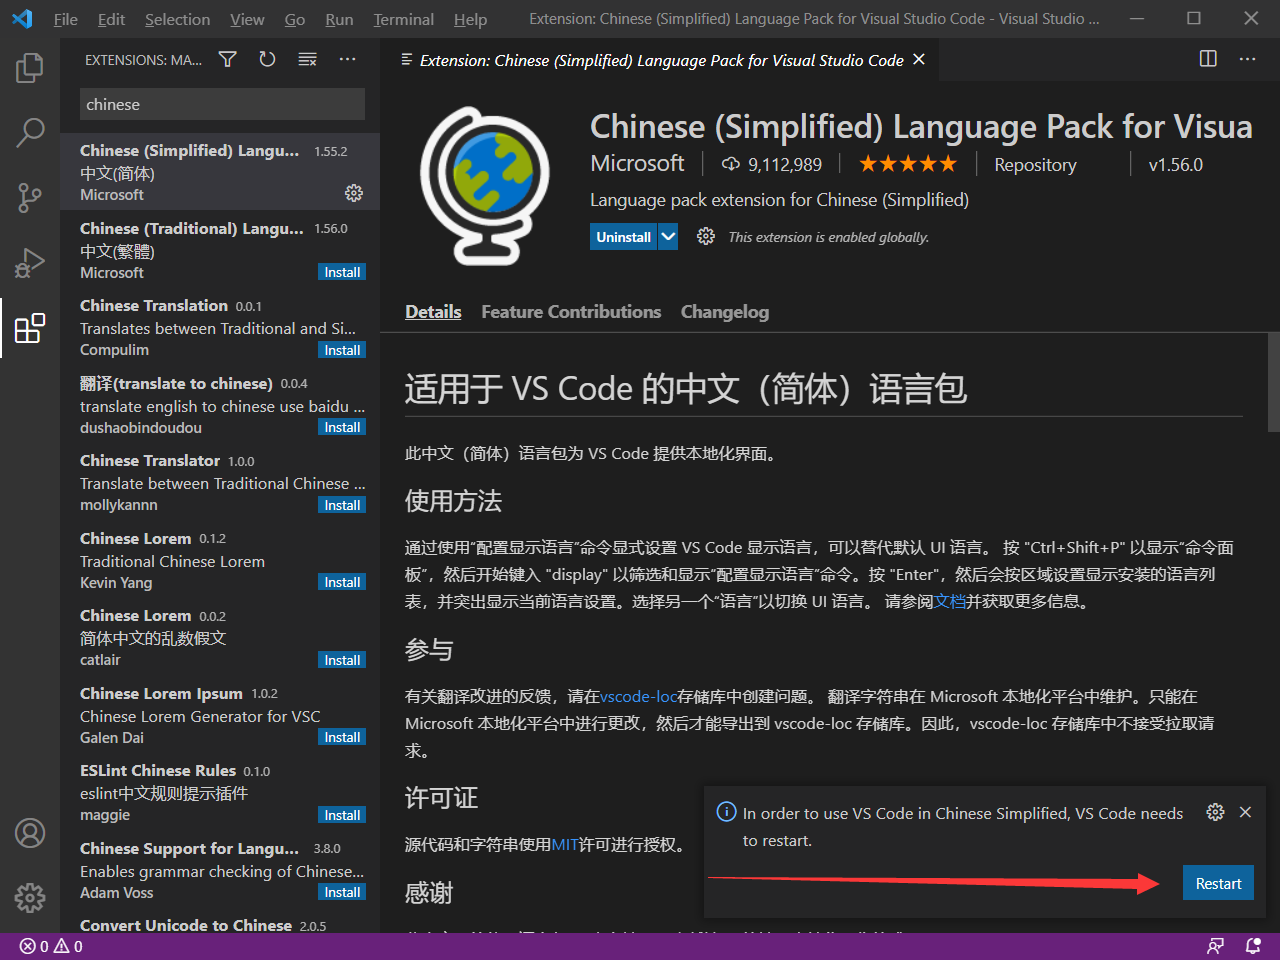 File Edit Selection View Go Run Terminal Help Extension: Chinese (Simplified) Language Pack for Visual Studio Code - Visual Studio ...
EXTENSIONS: MA...
chinese
Chinese (Simplified) Langu... 1.55.2
中文(简体)
Microsoft
Chinese (Traditional) Langu... 1.56.0
中文(繁體)
Microsoft Install
Chinese Translation 0.0.1
Translates between Traditional and Si...
Compulim Install
翻译(translate to chinese) 0.0.4
translate english to chinese use baidu ...
dushaobindoudou Install
Chinese Translator 1.0.0
Translate between Traditional Chinese ...
mollykannn Install
Chinese Lorem 0.1.2
Traditional Chinese Lorem
Kevin Yang Install
Chinese Lorem 0.0.2
简体中文的乱数假文
catlair Install
Chinese Lorem Ipsum 1.0.2
Chinese Lorem Generator for VSC
Galen Dai Install
ESLint Chinese Rules 0.1.0
eslint中文规则提示插件
maggie Install
Chinese Support for Langu... 3.8.0
Enables grammar checking of Chinese...
Adam Voss Install
Convert Unicode to Chinese 2.0.5
Extension: Chinese (Simplified) Language Pack for Visual Studio Code
Chinese (Simplified) Language Pack for Visua
Microsoft 9,112,989 ★★★★★ Repository v1.56.0
Language pack extension for Chinese (Simplified)
Uninstall This extension is enabled globally.
Details Feature Contributions Changelog
适用于 VS Code 的中文（简体）语言包
此中文（简体）语言包为 VS Code 提供本地化界面。
使用方法
通过使用“配置显示语言”命令显式设置 VS Code 显示语言，可以替代默认 UI 语言。 按 "Ctrl+Shift+P" 以显示“命令面
板”，然后开始键入 "display" 以筛选和显示“配置显示语言”命令。按 "Enter"，然后会按区域设置显示安装的语言列
表，并突出显示当前语言设置。选择另一个“语言”以切换 UI 语言。 请参阅文档并获取更多信息。
参与
有关翻译改进的反馈，请在vscode-loc存储库中创建问题。 翻译字符串在 Microsoft 本地化平台中维护。只能在
Microsoft 本地化平台中进行更改，然后才能导出到 vscode-loc 存储库。因此，vscode-loc 存储库中不接受拉取请
求。
许可证
源代码和字符串使用MIT许可进行授权。
感谢
In order to use VS Code in Chinese Simplified, VS Code needs
to restart.
Restart
0 0